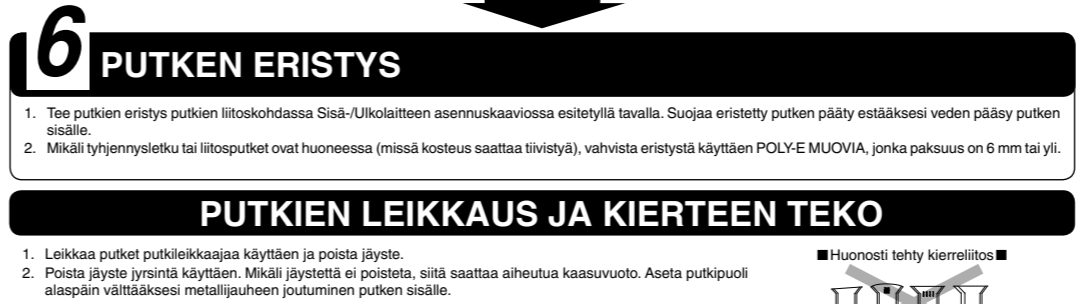 6
PUTKEN ERISTYS
1. Tee putkien eristys putkien liitoskohdassa Sisä-/Ulkolaitteen asennuskaaviossa esitetyllä tavalla. Suojaa eristetty putken pääty estääksesi veden pääsy putken
sisälle.
2. Mikäli tyhjennysletku tai liitosputket ovat huoneessa (missä kosteus saattaa tiivistyä), vahvista eristystä käyttäen POLY-E MUOVIA, jonka paksuus on 6 mm tai yli.
PUTKIEN LEIKKAUS JA KIERTEEN TEKO
1. Leikkaa putket putkileikkaajaa käyttäen ja poista jäyste.
2. Poista jäyste jyrsintä käyttäen. Mikäli jäystettä ei poisteta, siitä saattaa aiheutua kaasuvuoto. Aseta putkipuoli
alaspäin välttääksesi metallijauheen joutuminen putken sisälle.
■Huonosti tehty kierreliitos■